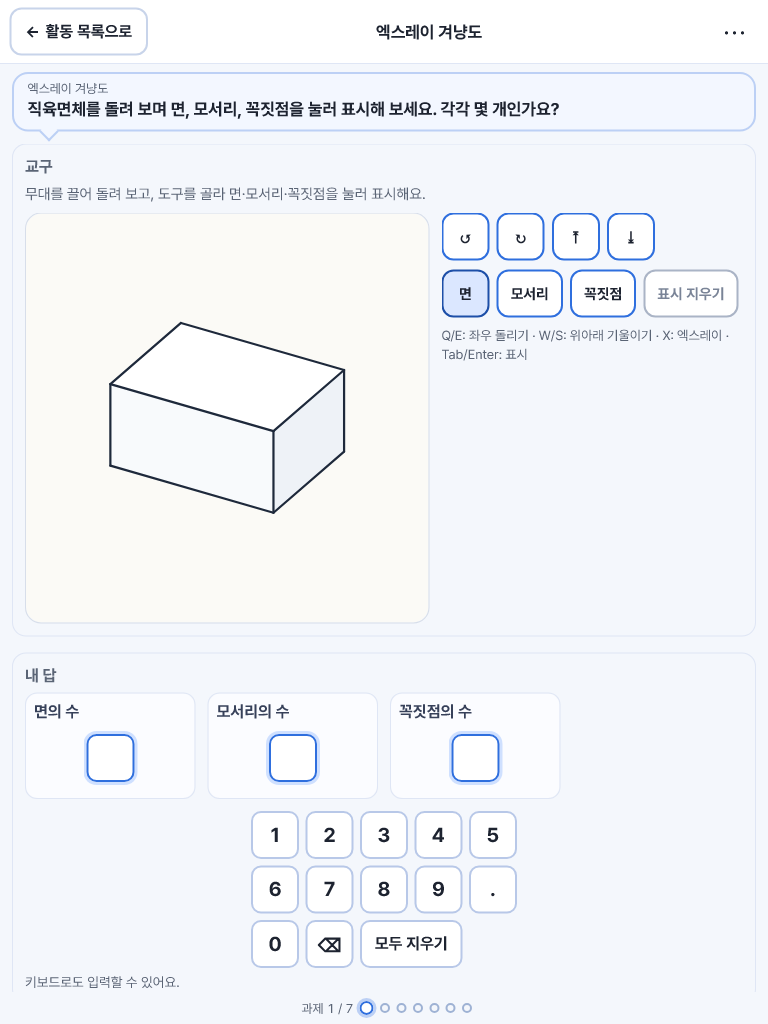 ← 활동 목록으로
엑스레이 겨냥도
···
엑스레이 겨냥도
직육면체를 돌려 보며 면, 모서리, 꼭짓점을 눌러 표시해 보세요. 각각 몇 개인가요?
교구
무대를 끌어 돌려 보고, 도구를 골라 면·모서리·꼭짓점을 눌러 표시해요.
↺ ↻ ⤒ ⤓
면 모서리 꼭짓점 표시 지우기
Q/E: 좌우 돌리기 · W/S: 위아래 기울이기 · X: 엑스레이 ·
Tab/Enter: 표시
내 답
면의 수
모서리의 수
꼭짓점의 수
1 2 3 4 5
6 7 8 9 .
0 ⌫ 모두 지우기
키보드로도 입력할 수 있어요.
과제 1 / 7